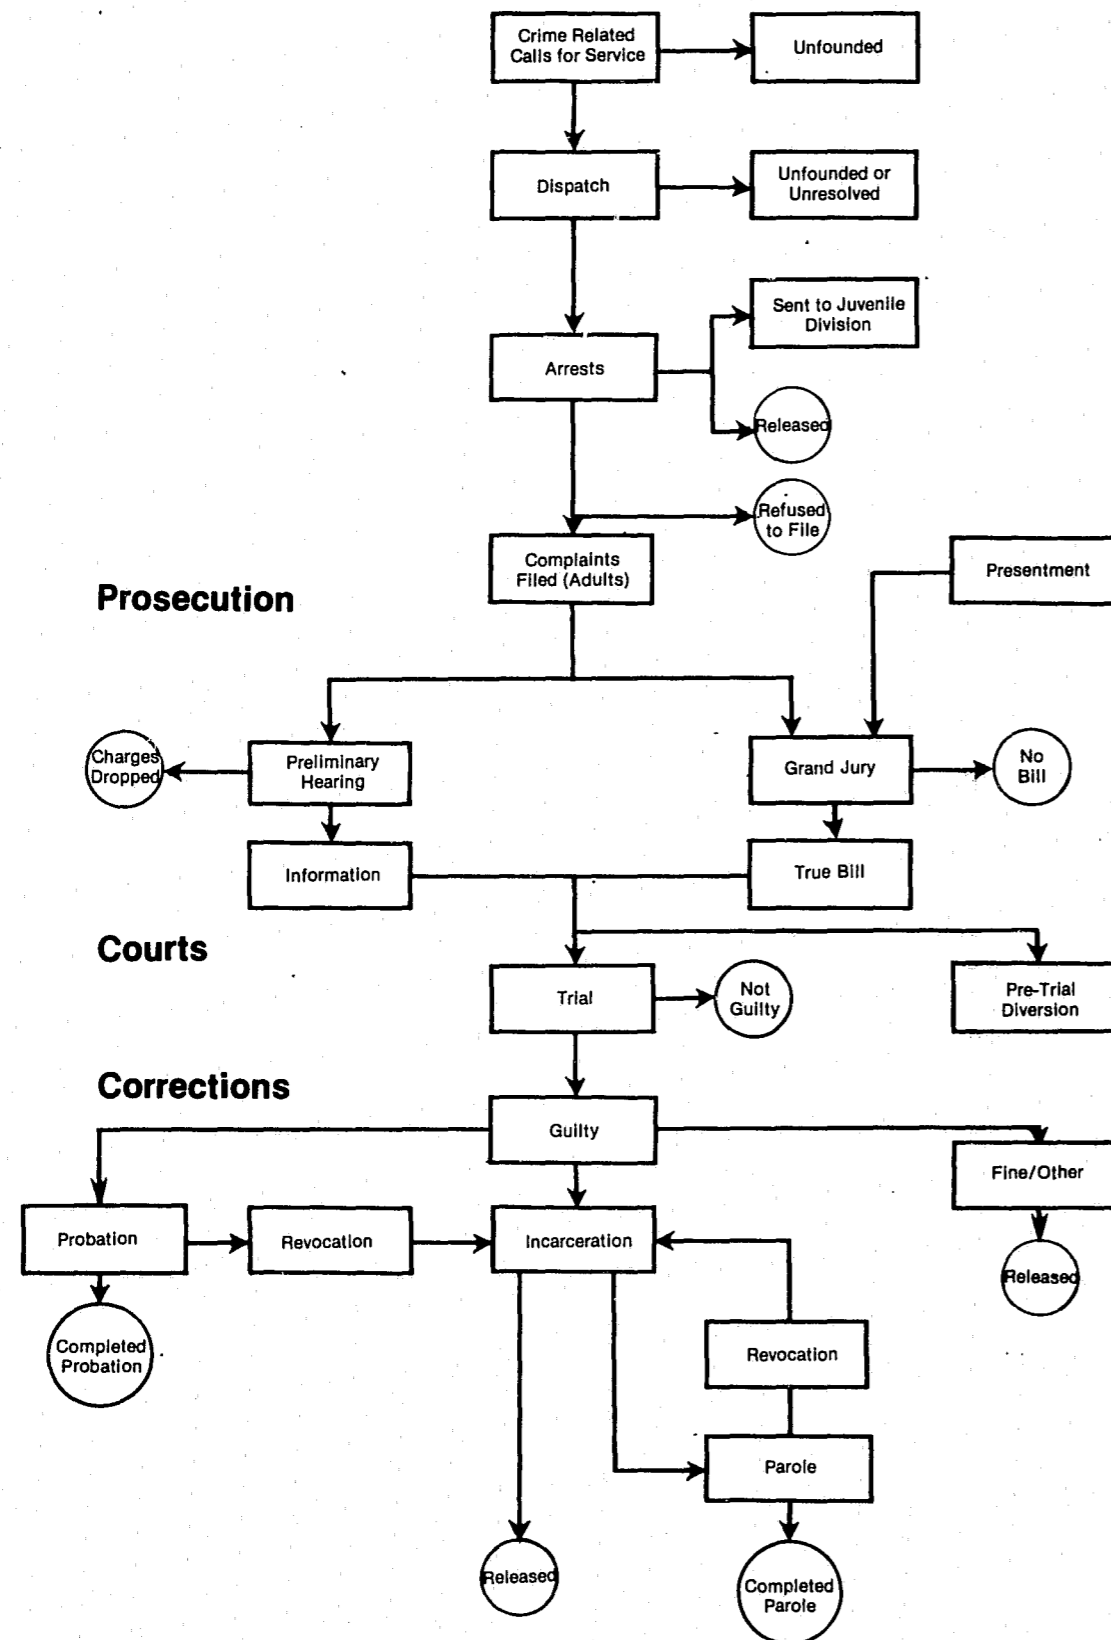 Crime Related
Calls for Service
Unfounded
Dispatch
Unfounded or
Unresolved
Sent to Juvenile
Division
Arrests
Released
Refused
to File
Complaints
Filed (Adults)
Presentment
Prosecution
Charges
Dropped
Preliminary
Hearing
Grand Jury
No
Bill
Information
True Bill
Courts
Trial
Not
Guilty
Pre-Trial
Diversion
Corrections
Guilty
Fine/Other
Probation
Revocation
Incarceration
Released
Completed
Probation
Revocation
Parole
Released
Completed
Parole